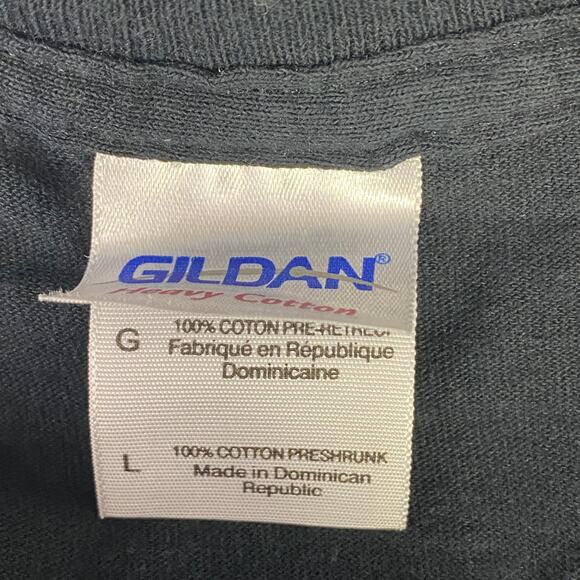 GILDAN®
Heavy Cotton
G
100% COTON PRE-RETRECI
Fabriqué en République
Dominicaine
L
100% COTTON PRESHRUNK
Made in Dominican
Republic